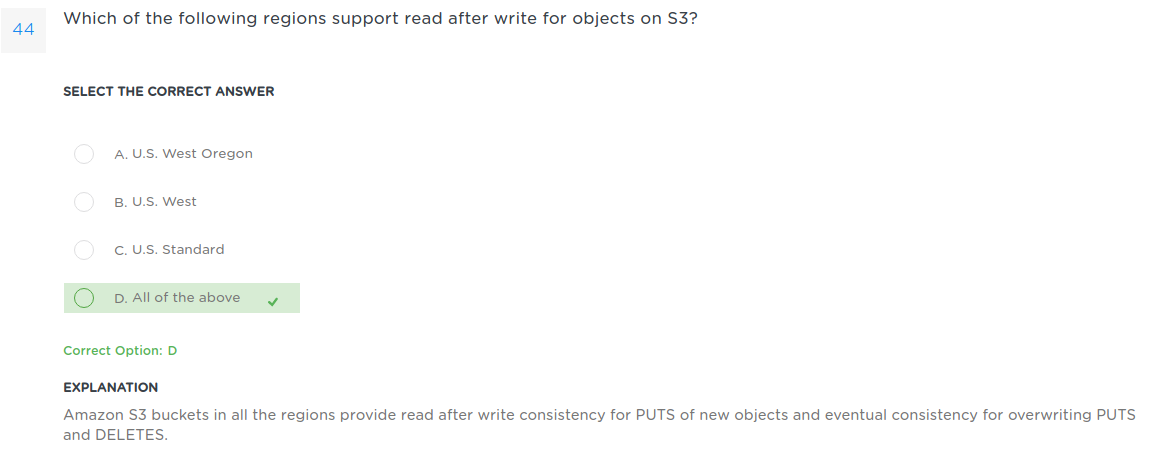 44
Which of the following regions support read after write for objects on S3?
SELECT THE CORRECT ANSWER
A. U.S. West Oregon
B. U.S. West
C. U.S. Standard
D. All of the above
Correct Option: D
EXPLANATION
Amazon S3 buckets in all the regions provide read after write consistency for PUTS of new objects and eventual consistency for overwriting PUTS
and DELETES.